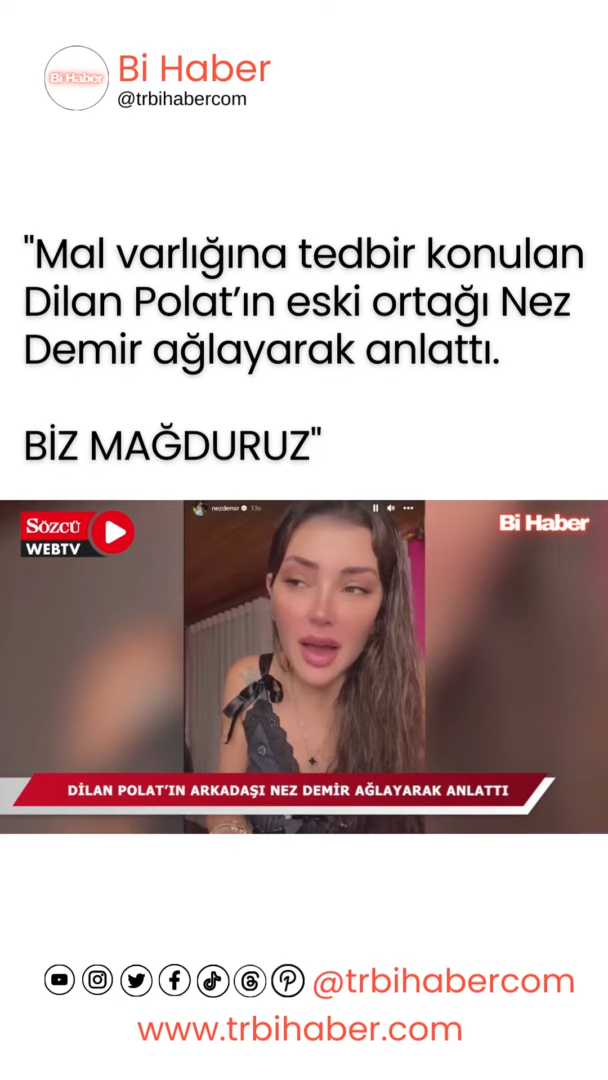 Bi Haber
Bi Haber
@trbihabercom
"Mal varlığına tedbir konulan
Dilan Polat’ın eski ortağı Nez
Demir ağlayarak anlattı.
BİZ MAĞDURUZ"
SÖZCÜ
WEBTV
nezdemir 13s
Bi Haber
DİLAN POLAT’IN ARKADAŞI NEZ DEMİR AĞLAYARAK ANLATTI
@trbihabercom
www.trbihaber.com